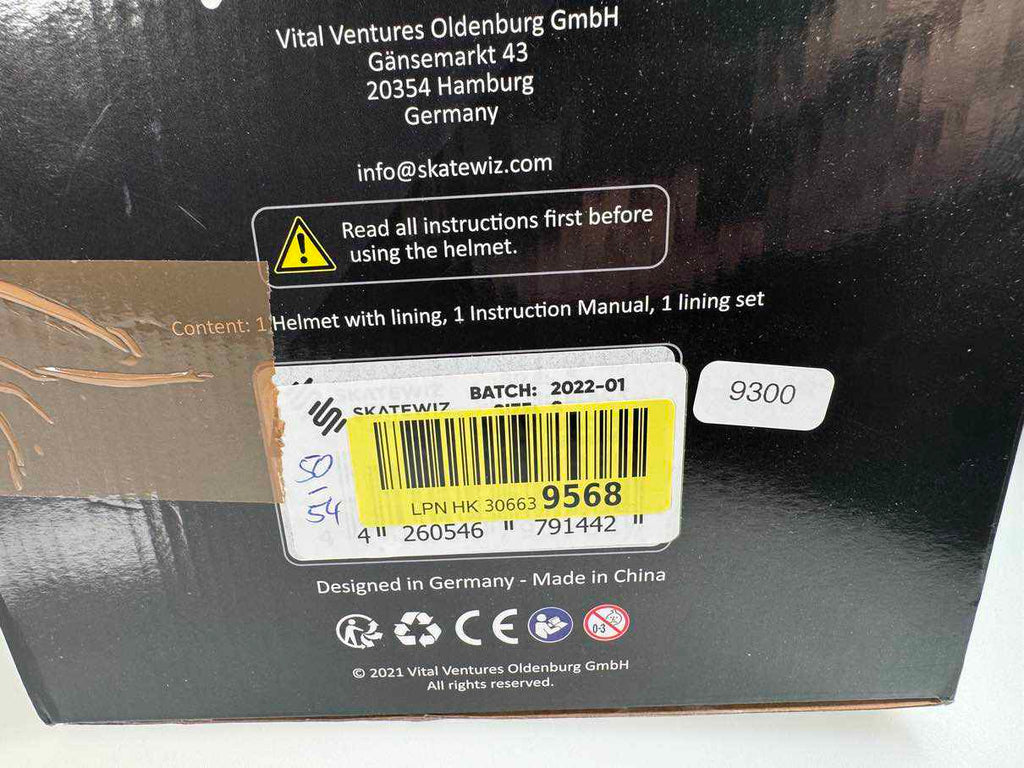 Vital Ventures Oldenburg GmbH
Gänsemarkt 43
20354 Hamburg
Germany
info@skatewiz.com
Read all instructions first before
using the helmet.
Content: 1 Helmet with lining, 1 Instruction Manual, 1 lining set
SKATEWIZ
BATCH: 2022-01
9300
50
-
54
LPN HK 30663 9568
4 260546 791442
Designed in Germany - Made in China
CE
0-3
© 2021 Vital Ventures Oldenburg GmbH
All rights reserved.